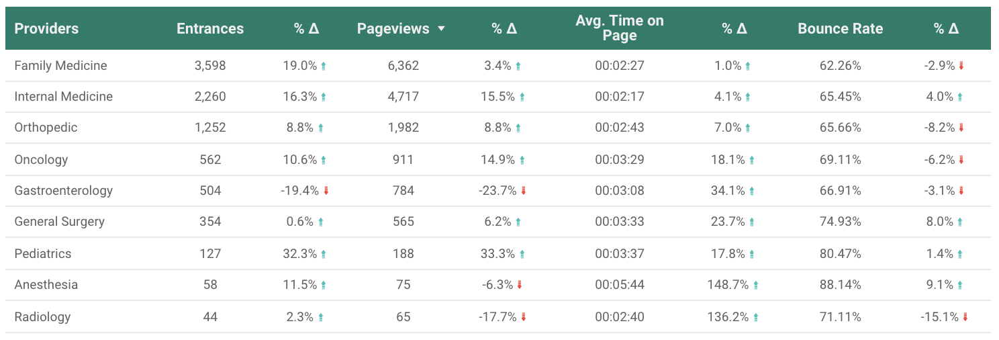 Providers Entrances % Δ Pageviews % Δ Avg. Time on Page % Δ Bounce Rate % Δ
Family Medicine 3,598 19.0% 6,362 3.4% 00:02:27 1.0% 62.26% -2.9%
Internal Medicine 2,260 16.3% 4,717 15.5% 00:02:17 4.1% 65.45% 4.0%
Orthopedic 1,252 8.8% 1,982 8.8% 00:02:43 7.0% 65.66% -8.2%
Oncology 562 10.6% 911 14.9% 00:03:29 18.1% 69.11% -6.2%
Gastroenterology 504 -19.4% 784 -23.7% 00:03:08 34.1% 66.91% -3.1%
General Surgery 354 0.6% 565 6.2% 00:03:33 23.7% 74.93% 8.0%
Pediatrics 127 32.3% 188 33.3% 00:03:37 17.8% 80.47% 1.4%
Anesthesia 58 11.5% 75 -6.3% 00:05:44 148.7% 88.14% 9.1%
Radiology 44 2.3% 65 -17.7% 00:02:40 136.2% 71.11% -15.1%